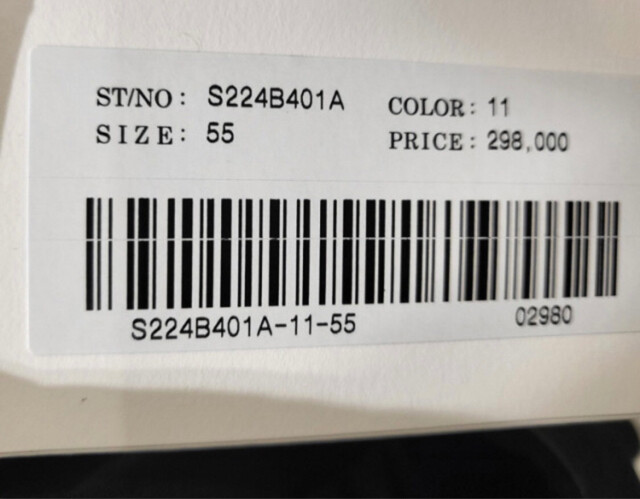 ST/NO: S224B401A COLOR: 11
SIZE: 55 PRICE: 298,000
S224B401A-11-55 02980